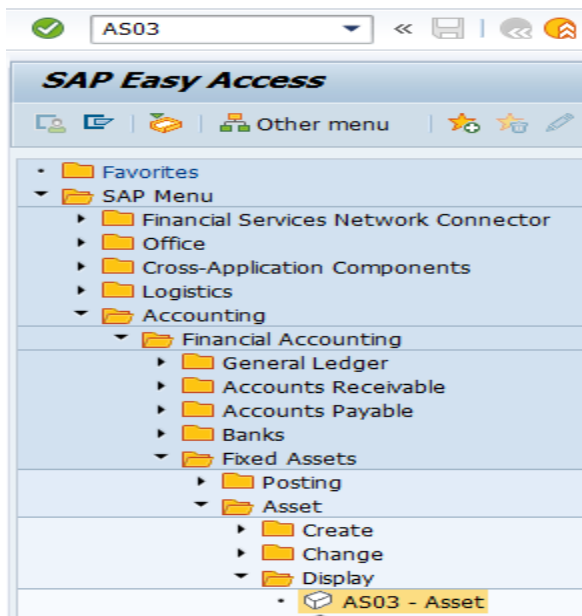 AS03
SAP Easy Access
Other menu
Favorites
SAP Menu
Financial Services Network Connector
Office
Cross-Application Components
Logistics
Accounting
Financial Accounting
General Ledger
Accounts Receivable
Accounts Payable
Banks
Fixed Assets
Posting
Asset
Create
Change
Display
AS03 - Asset